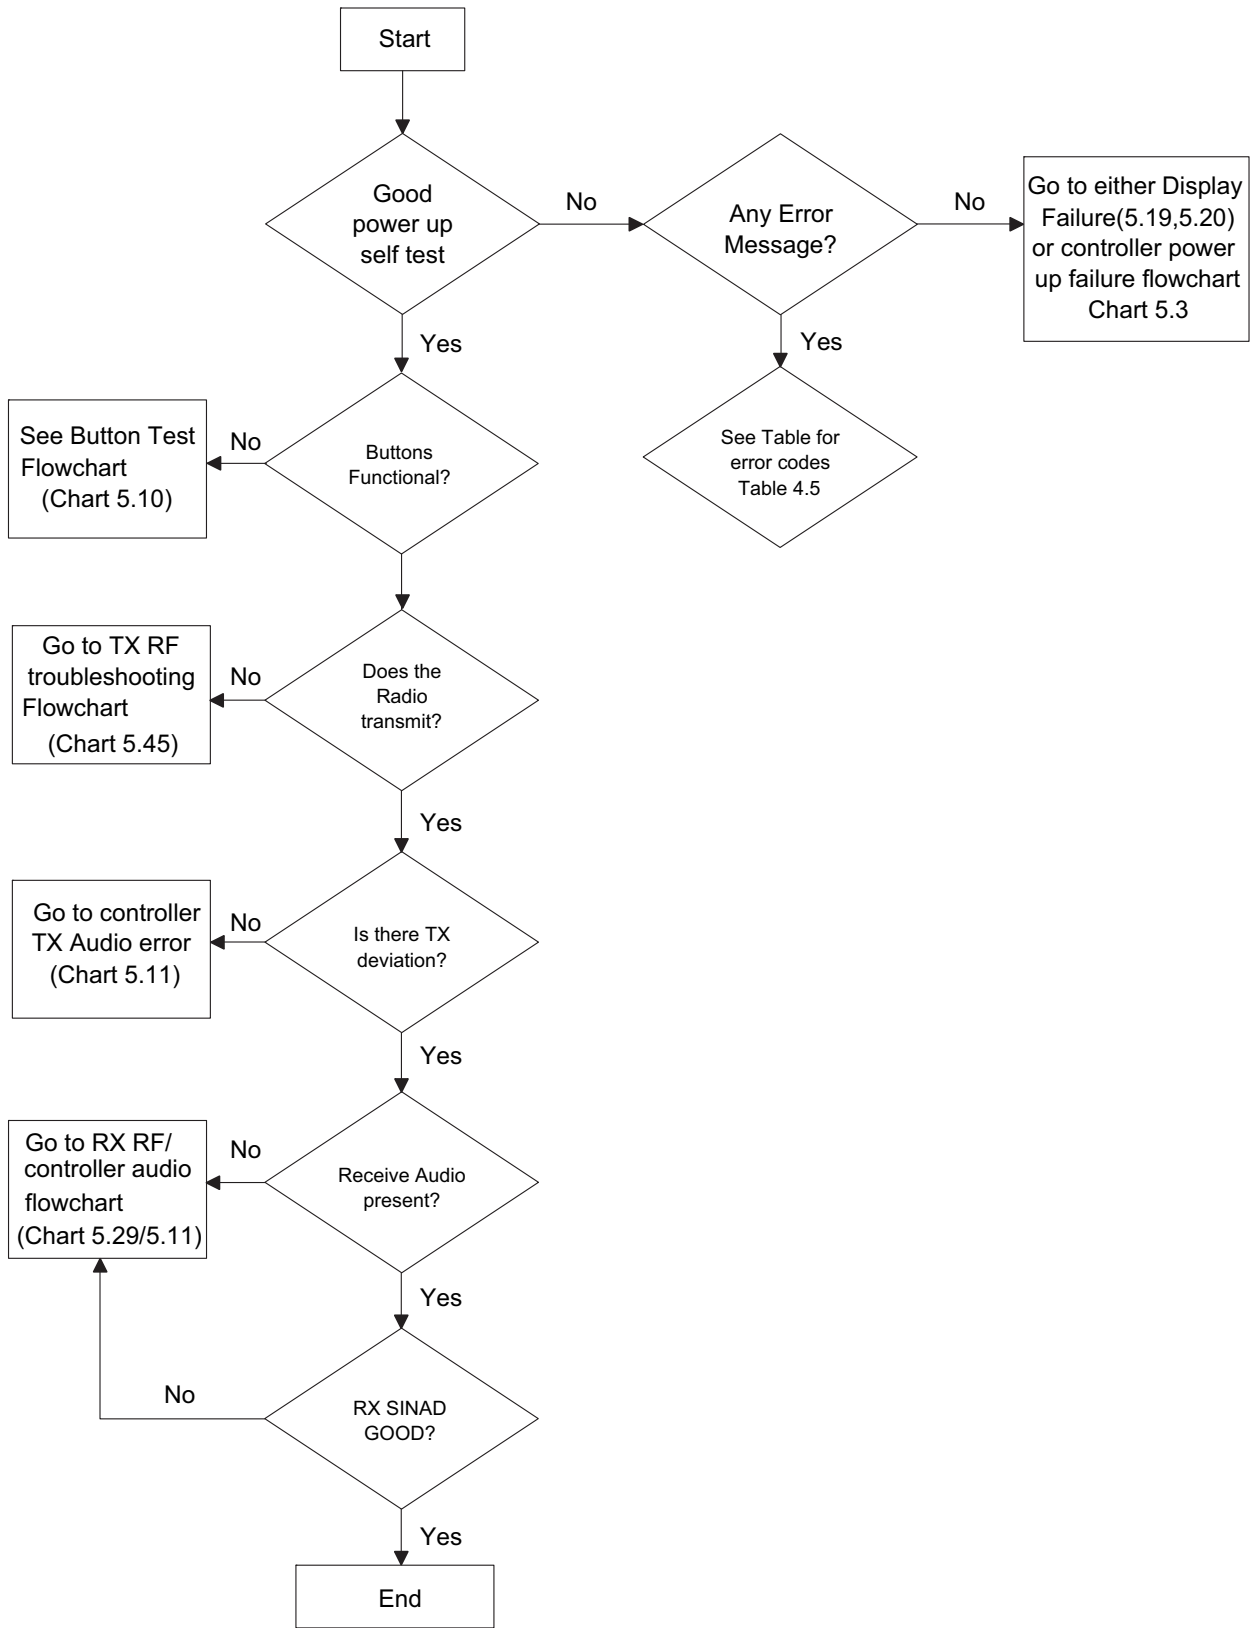 Start
Good
power up
self test
No
Any Error
Message?
No
Go to either Display
Failure(5.19,5.20)
or controller power
up failure flowchart
Chart 5.3
Yes
Yes
See Button Test
Flowchart
(Chart 5.10)
No
Buttons
Functional?
See Table for
error codes
Table 4.5
Go to TX RF
troubleshooting
Flowchart
(Chart 5.45)
No
Does the
Radio
transmit?
Yes
Go to controller
TX Audio error
(Chart 5.11)
No
Is there TX
deviation?
Yes
Go to RX RF/
controller audio
flowchart
(Chart 5.29/5.11)
No
Receive Audio
present?
Yes
No
RX SINAD
GOOD?
Yes
End